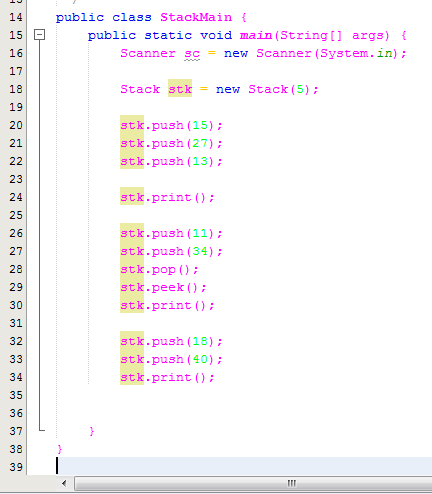 13 /
14 public class StackMain {
15 public static void main(String[] args) {
16 Scanner sc = new Scanner(System.in);
17
18 Stack stk = new Stack(5);
19
20 stk.push(15);
21 stk.push(27);
22 stk.push(13);
23
24 stk.print();
25
26 stk.push(11);
27 stk.push(34);
28 stk.pop();
29 stk.peek();
30 stk.print();
31
32 stk.push(18);
33 stk.push(40);
34 stk.print();
35
36
37 }
38 }
39